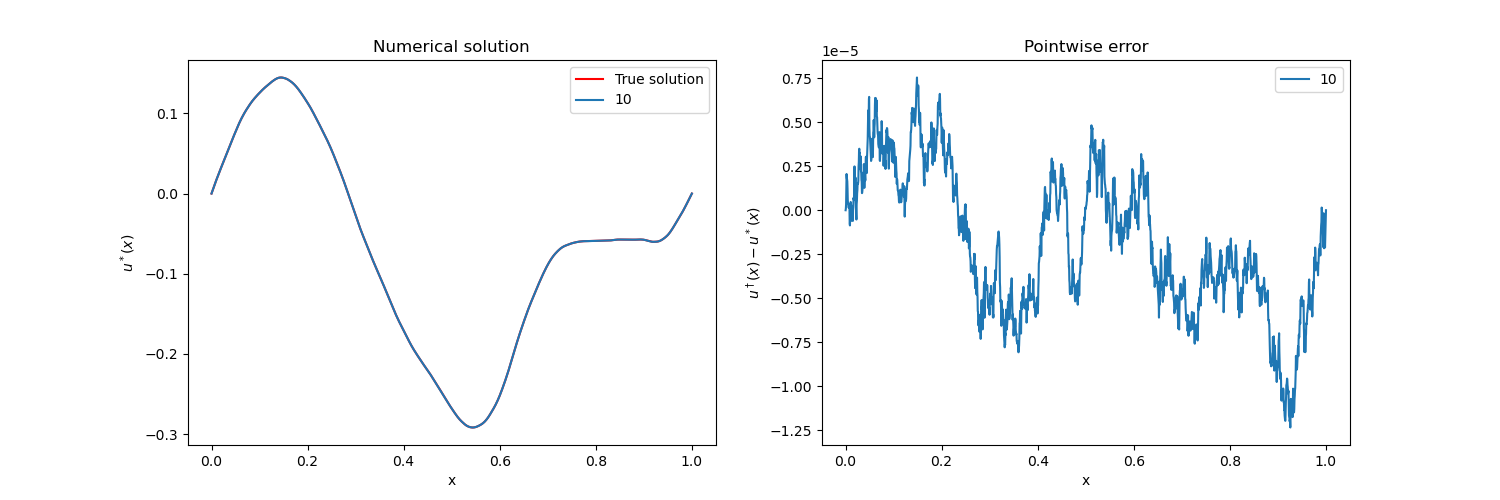 Numerical solution
True solution
10
0.1
0.0
−0.1
−0.2
−0.3
u*(x)
0.0 0.2 0.4 0.6 0.8 1.0
x
Pointwise error
1e−5
10
0.75
0.50
0.25
0.00
−0.25
−0.50
−0.75
−1.00
−1.25
u†(x) − u*(x)
0.0 0.2 0.4 0.6 0.8 1.0
x